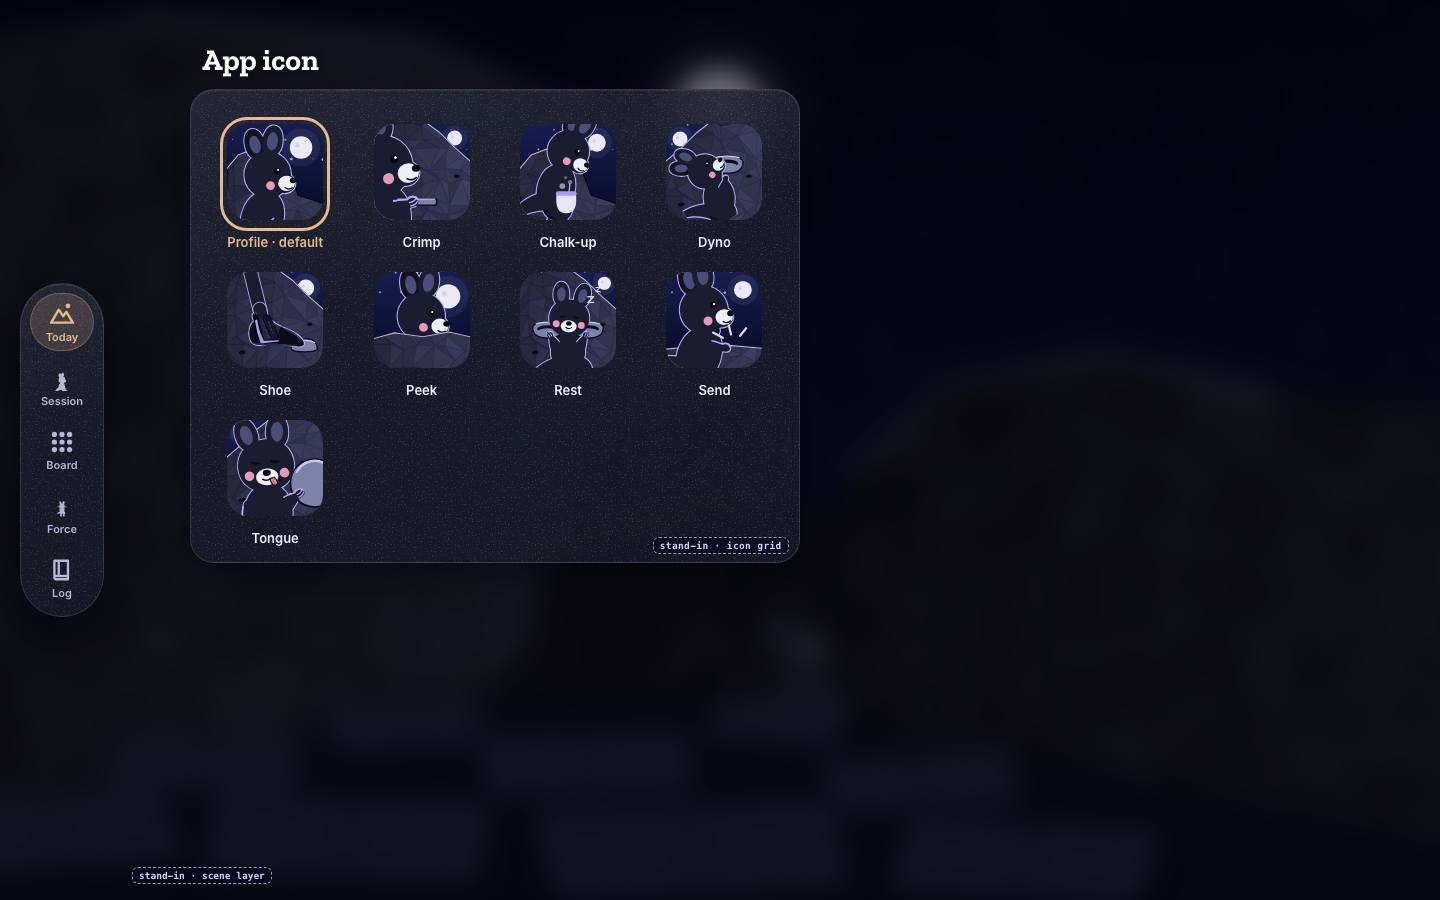 App icon
Profile · default
Crimp
Chalk-up
Dyno
Shoe
Peek
Rest
Send
Tongue
stand-in · icon grid
Today
Session
Board
Force
Log
stand-in · scene layer
z
z